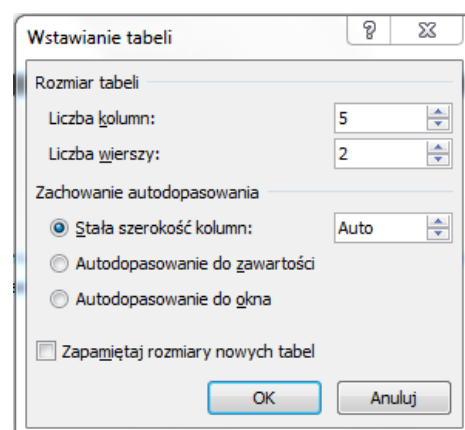 Wstawianie tabeli
Rozmiar tabeli
Liczba kolumn: 5
Liczba wierszy: 2
Zachowanie autodopasowania
Stała szerokość kolumn: Auto
Autodopasowanie do zawartości
Autodopasowanie do okna
Zapamiętaj rozmiary nowych tabel
OK Anuluj